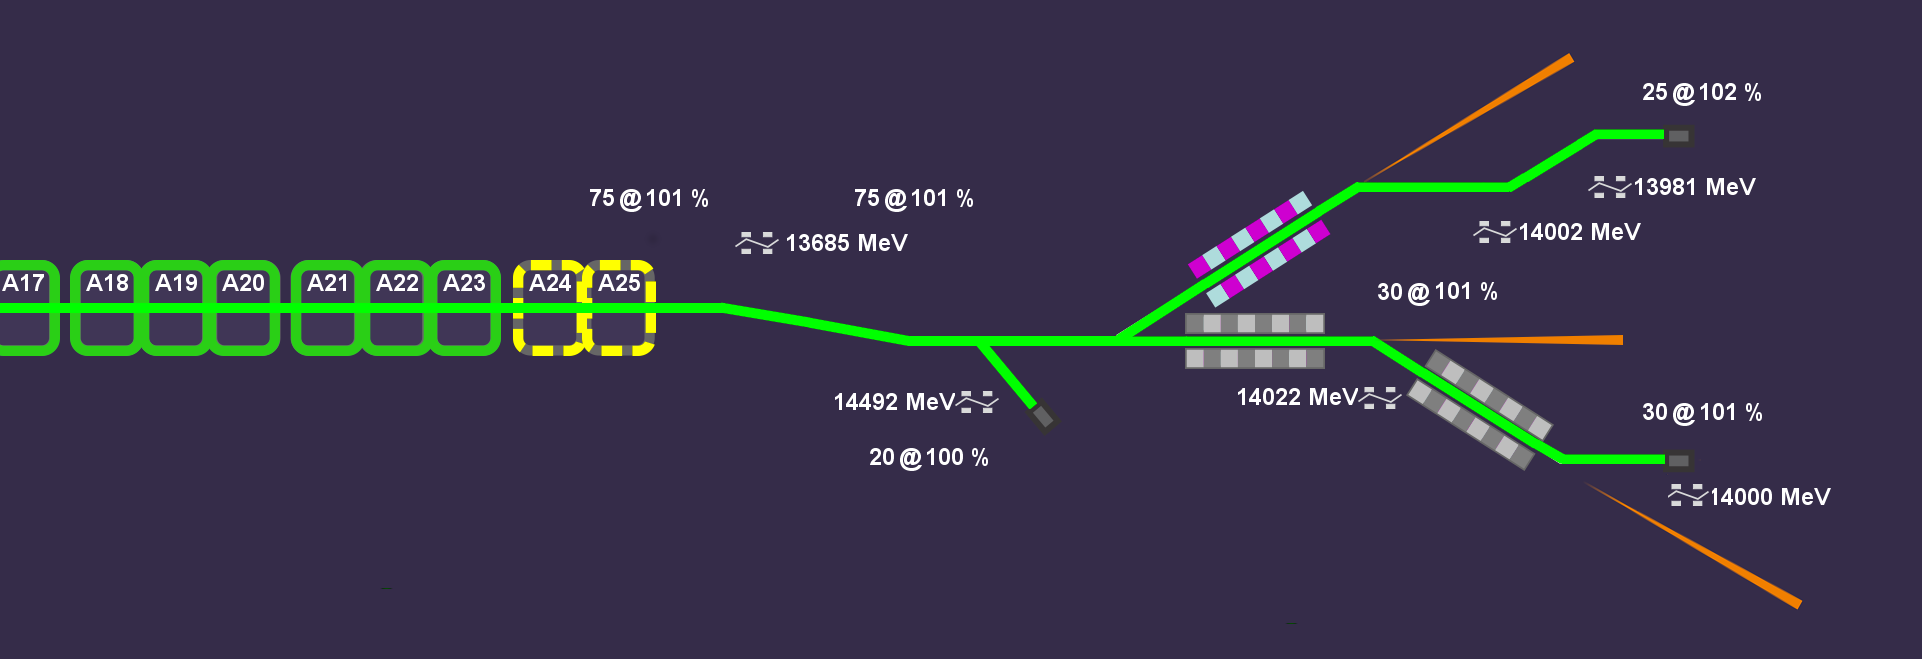 25@102 %
13981 MeV
75@101 %
75@101 %
14002 MeV
13685 MeV
A17 A18 A19 A20 A21 A22 A23 A24 A25
30@101 %
14022 MeV
14492 MeV
30@101 %
20@100 %
14000 MeV